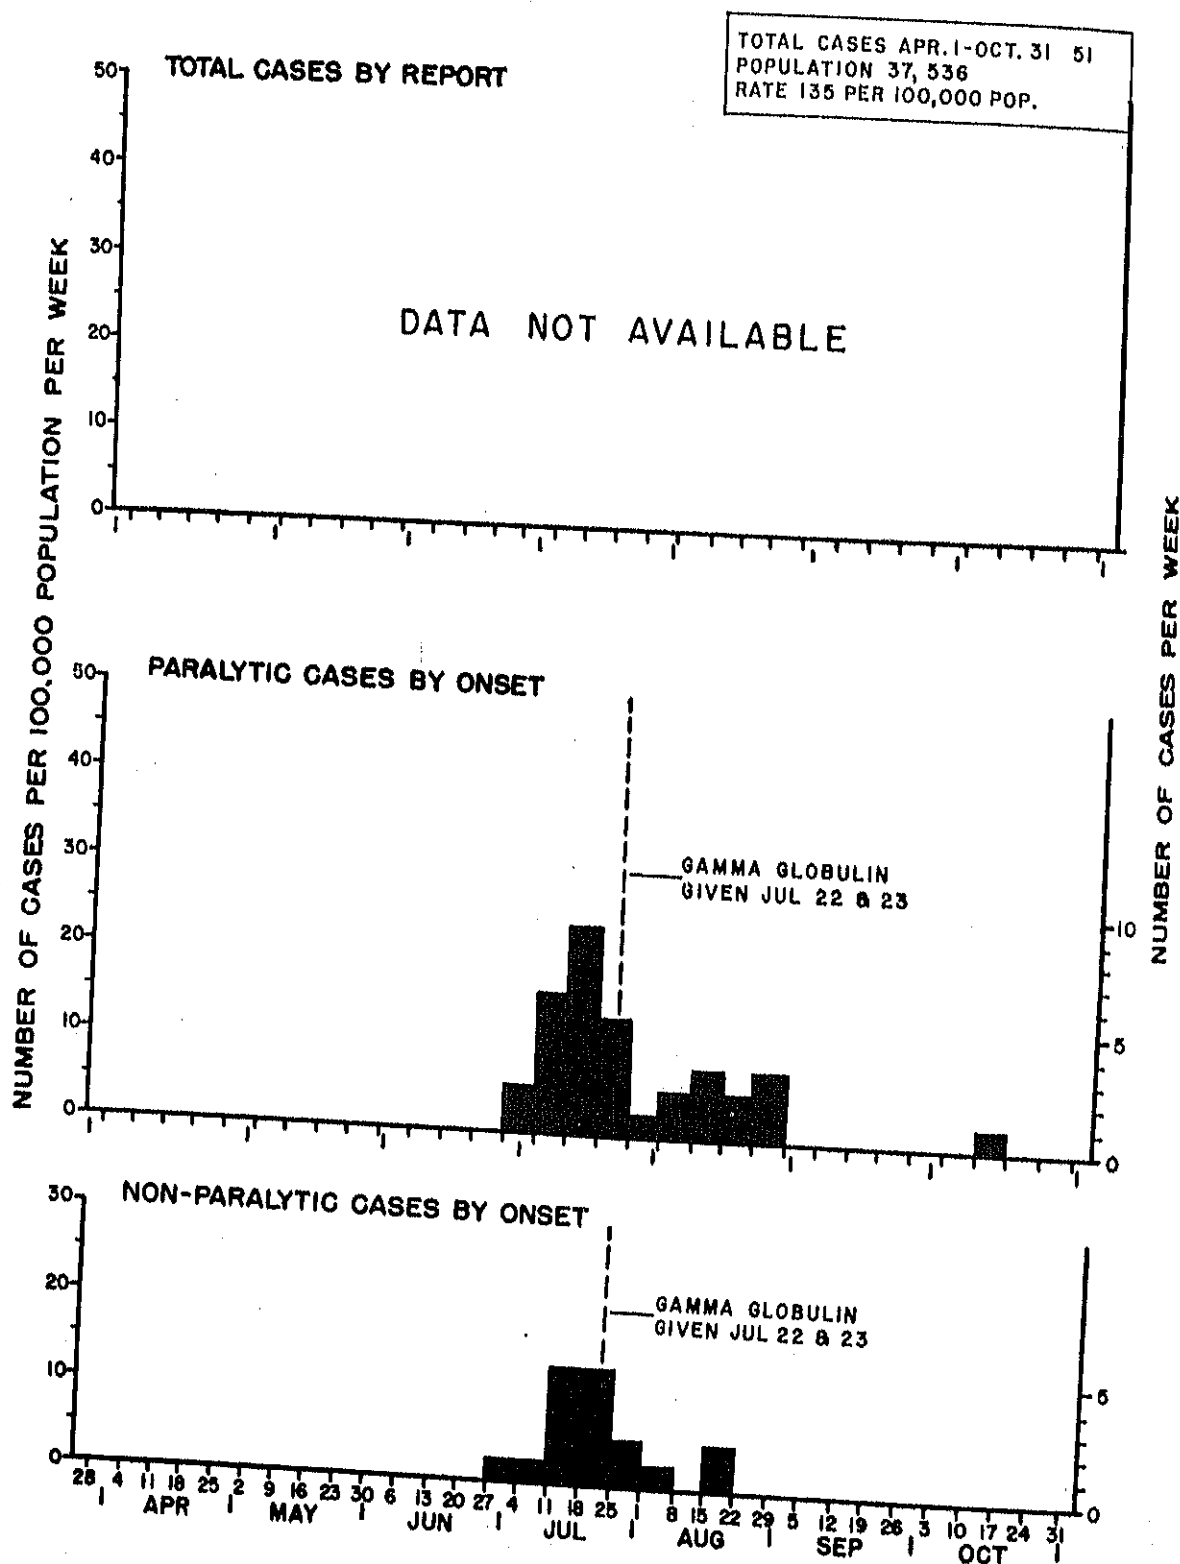 TOTAL CASES APR. 1-OCT. 31 51
POPULATION 37,536
RATE 135 PER 100,000 POP.
TOTAL CASES BY REPORT
50
40
30
20
10
0
DATA NOT AVAILABLE
NUMBER OF CASES PER 100,000 POPULATION PER WEEK
NUMBER OF CASES PER WEEK
PARALYTIC CASES BY ONSET
50
40
30
20
10
0
GAMMA GLOBULIN
GIVEN JUL 22 & 23
10
5
0
NON-PARALYTIC CASES BY ONSET
30
20
10
0
GAMMA GLOBULIN
GIVEN JUL 22 & 23
5
0
28 4 11 18 25 2 9 16 23 30 6 13 20 27 4 11 18 25 1 8 15 22 29 5 12 19 26 3 10 17 24 31
APR MAY JUN JUL AUG SEP OCT